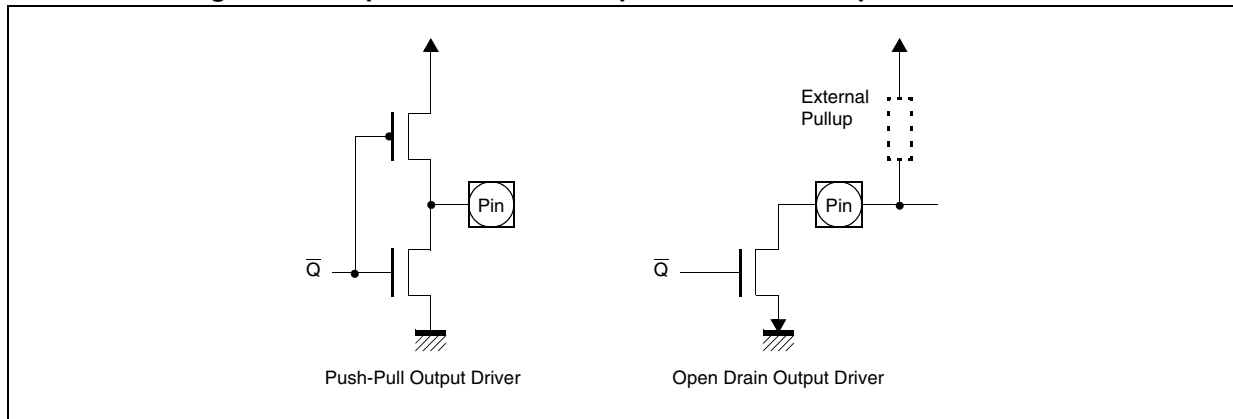 External
Pullup
Pin
Pin
Q
Q
Push-Pull Output Driver
Open Drain Output Driver